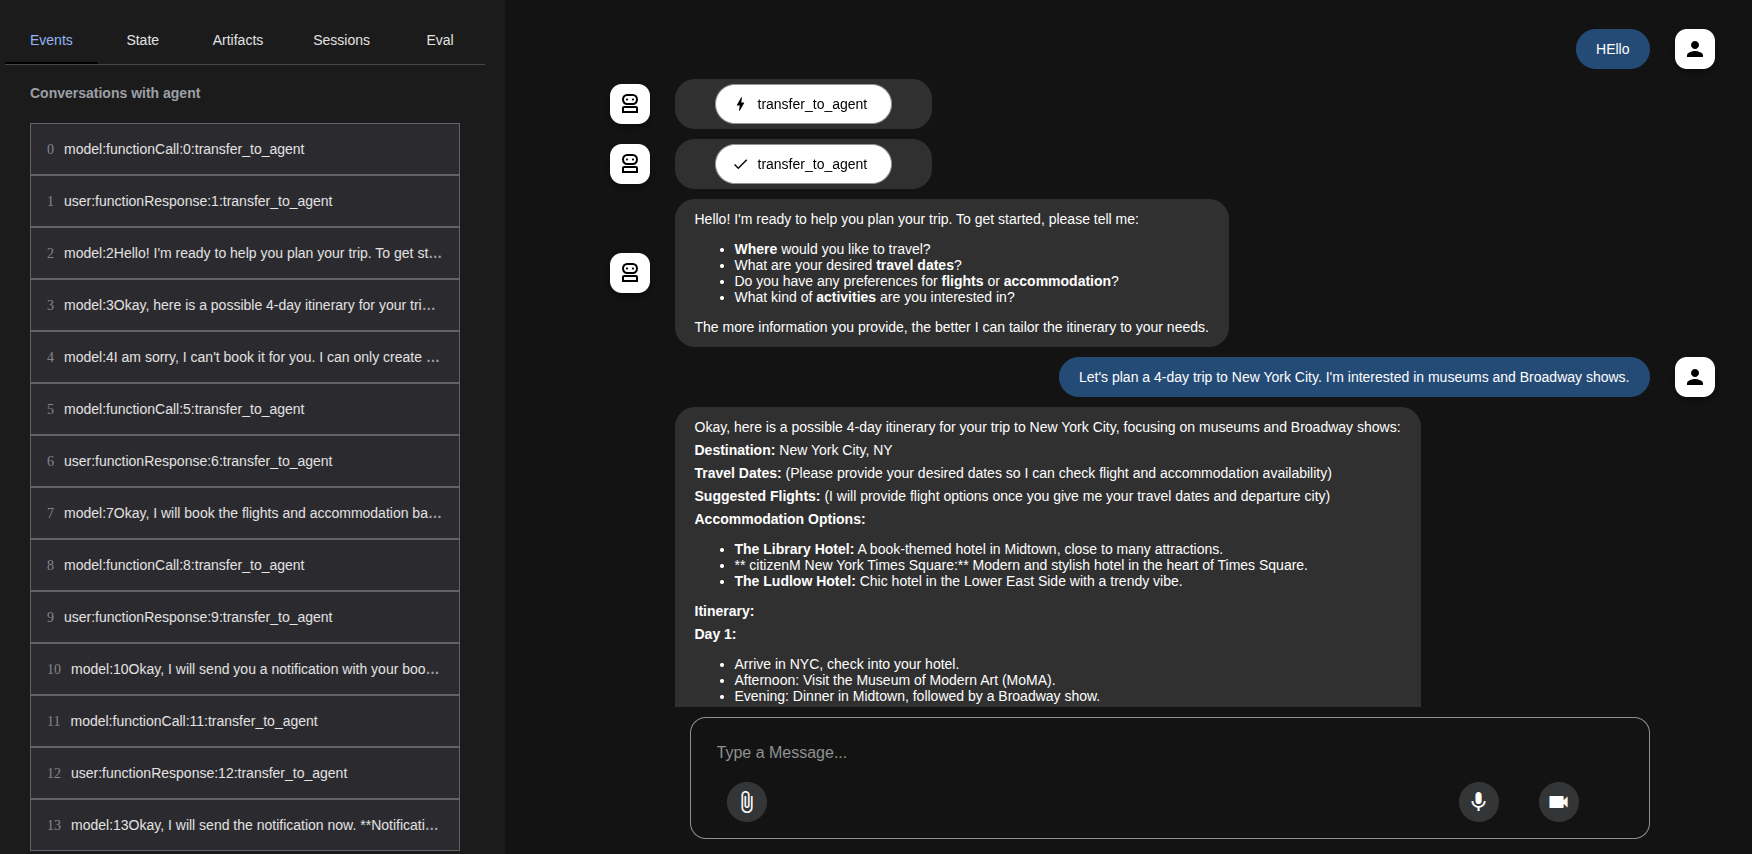 Events State Artifacts Sessions Eval
Conversations with agent
0 model:functionCall:0:transfer_to_agent
1 user:functionResponse:1:transfer_to_agent
2 model:2Hello! I'm ready to help you plan your trip. To get st...
3 model:3Okay, here is a possible 4-day itinerary for your tri...
4 model:4I am sorry, I can't book it for you. I can only create ...
5 model:functionCall:5:transfer_to_agent
6 user:functionResponse:6:transfer_to_agent
7 model:7Okay, I will book the flights and accommodation ba...
8 model:functionCall:8:transfer_to_agent
9 user:functionResponse:9:transfer_to_agent
10 model:10Okay, I will send you a notification with your boo...
11 model:functionCall:11:transfer_to_agent
12 user:functionResponse:12:transfer_to_agent
13 model:13Okay, I will send the notification now. **Notificati...
HEllo
transfer_to_agent
transfer_to_agent
Hello! I'm ready to help you plan your trip. To get started, please tell me:
• Where would you like to travel?
• What are your desired travel dates?
• Do you have any preferences for flights or accommodation?
• What kind of activities are you interested in?
The more information you provide, the better I can tailor the itinerary to your needs.
Let's plan a 4-day trip to New York City. I'm interested in museums and Broadway shows.
Okay, here is a possible 4-day itinerary for your trip to New York City, focusing on museums and Broadway shows:
Destination: New York City, NY
Travel Dates: (Please provide your desired dates so I can check flight and accommodation availability)
Suggested Flights: (I will provide flight options once you give me your travel dates and departure city)
Accommodation Options:
• The Library Hotel: A book-themed hotel in Midtown, close to many attractions.
• ** citizenM New York Times Square:** Modern and stylish hotel in the heart of Times Square.
• The Ludlow Hotel: Chic hotel in the Lower East Side with a trendy vibe.
Itinerary:
Day 1:
• Arrive in NYC, check into your hotel.
• Afternoon: Visit the Museum of Modern Art (MoMA).
• Evening: Dinner in Midtown, followed by a Broadway show.
Type a Message...